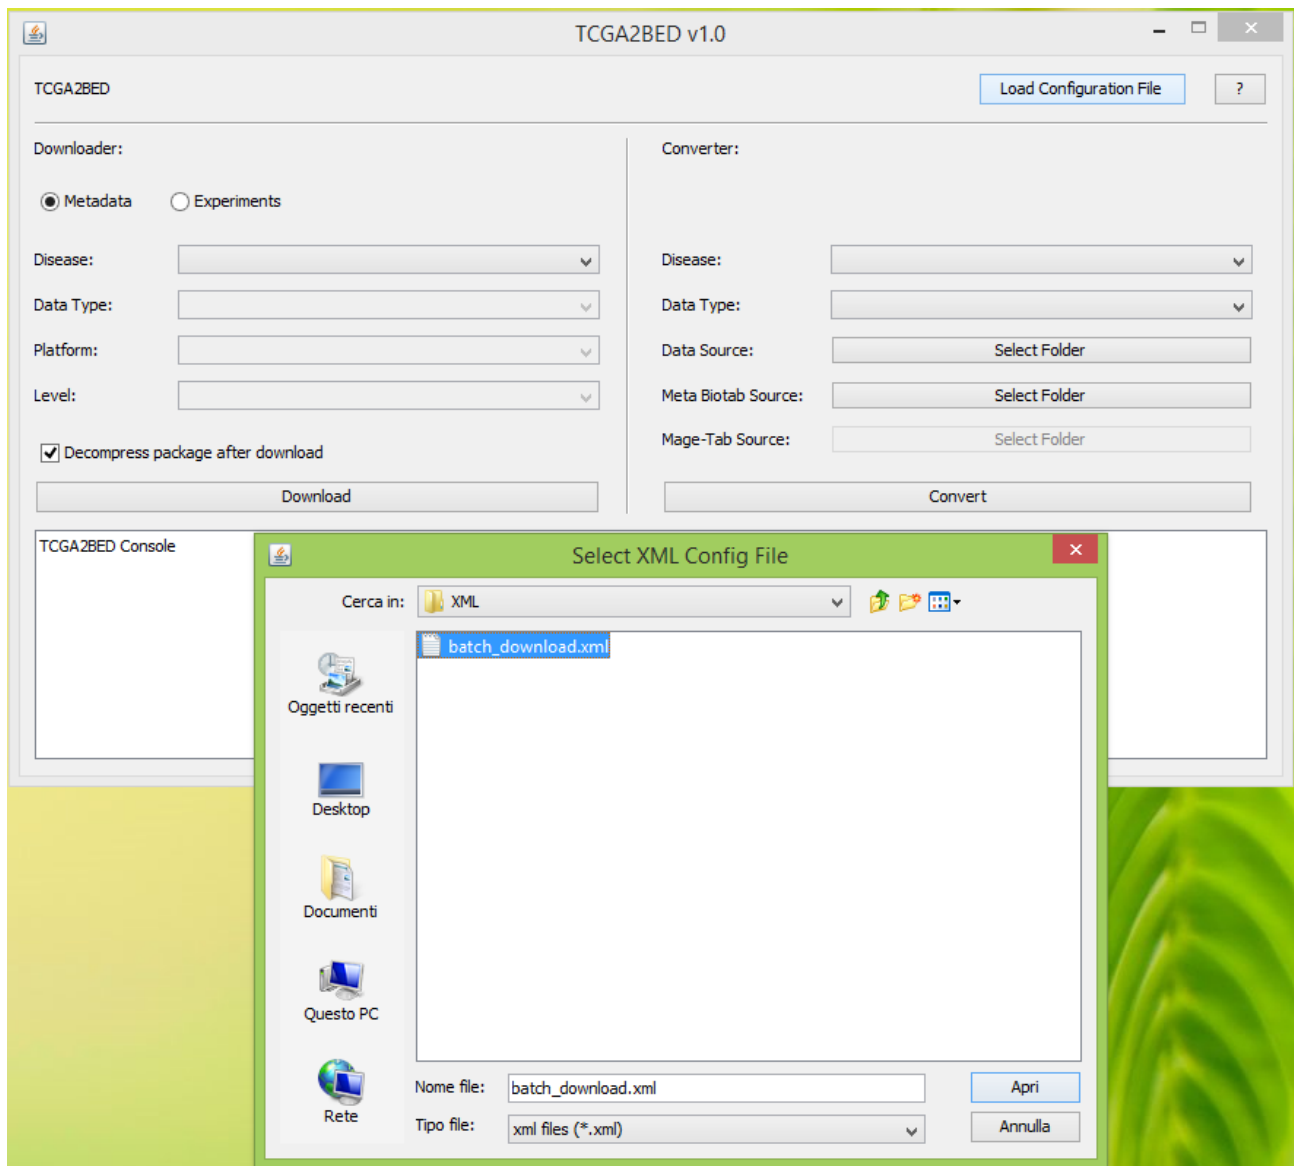 TCGA2BED v1.0
TCGA2BED
Load Configuration File
?
Downloader:
Metadata
Experiments
Disease:
Data Type:
Platform:
Level:
Decompress package after download
Download
Converter:
Disease:
Data Type:
Data Source:
Select Folder
Meta Biotab Source:
Select Folder
Mage-Tab Source:
Select Folder
Convert
TCGA2BED Console
Select XML Config File
Cerca in:
XML
batch_download.xml
Oggetti recenti
Desktop
Documenti
Questo PC
Rete
Nome file:
batch_download.xml
Apri
Tipo file:
xml files (*.xml)
Annulla